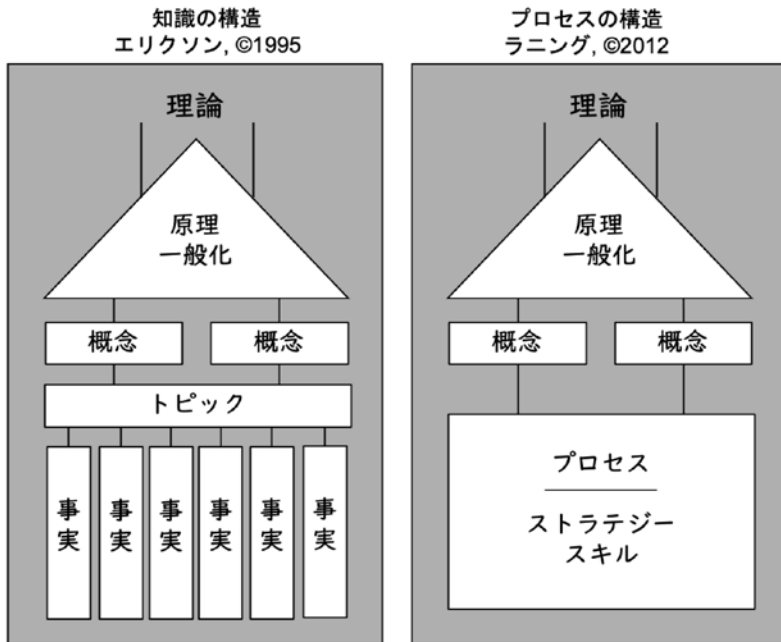 知識の構造
エリクソン, ©1995
理論
原理
一般化
概念
概念
トピック
事実
事実
事実
事実
事実
事実
プロセスの構造
ラニング, ©2012
理論
原理
一般化
概念
概念
プロセス
ストラテジー
スキル